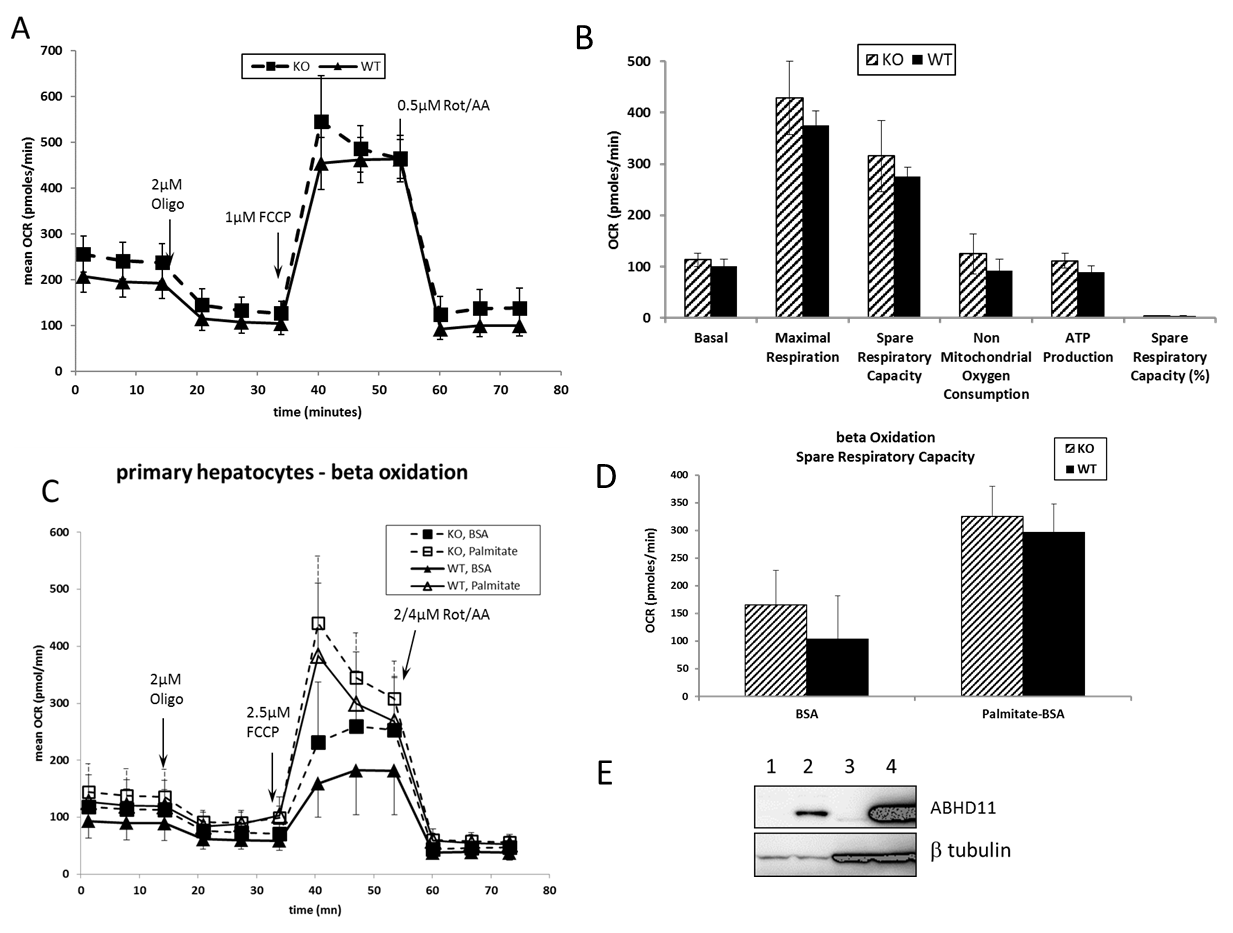 A
KO WT
mean OCR (pmoles/min)
700
600
500
400
300
200
100
0
0 10 20 30 40 50 60 70 80
time (minutes)
2µM
Oligo
1µM FCCP
0.5µM Rot/AA
B
KO WT
OCR (pmoles/min)
500
400
300
200
100
0
Basal
Maximal
Respiration
Spare
Respiratory
Capacity
Non
Mitochondrial
Oxygen
Consumption
ATP
Production
Spare
Respiratory
Capacity (%)
primary hepatocytes - beta oxidation
C
KO, BSA
KO, Palmitate
WT, BSA
WT, Palmitate
mean OCR (pmol/mn)
600
500
400
300
200
100
0
0 10 20 30 40 50 60 70 80
time (mn)
2µM
Oligo
2.5µM
FCCP
2/4µM Rot/AA
D
beta Oxidation
Spare Respiratory Capacity
KO
WT
OCR (pmoles/min)
400
350
300
250
200
150
100
50
0
BSA Palmitate-BSA
E
1 2 3 4
ABHD11
β tubulin